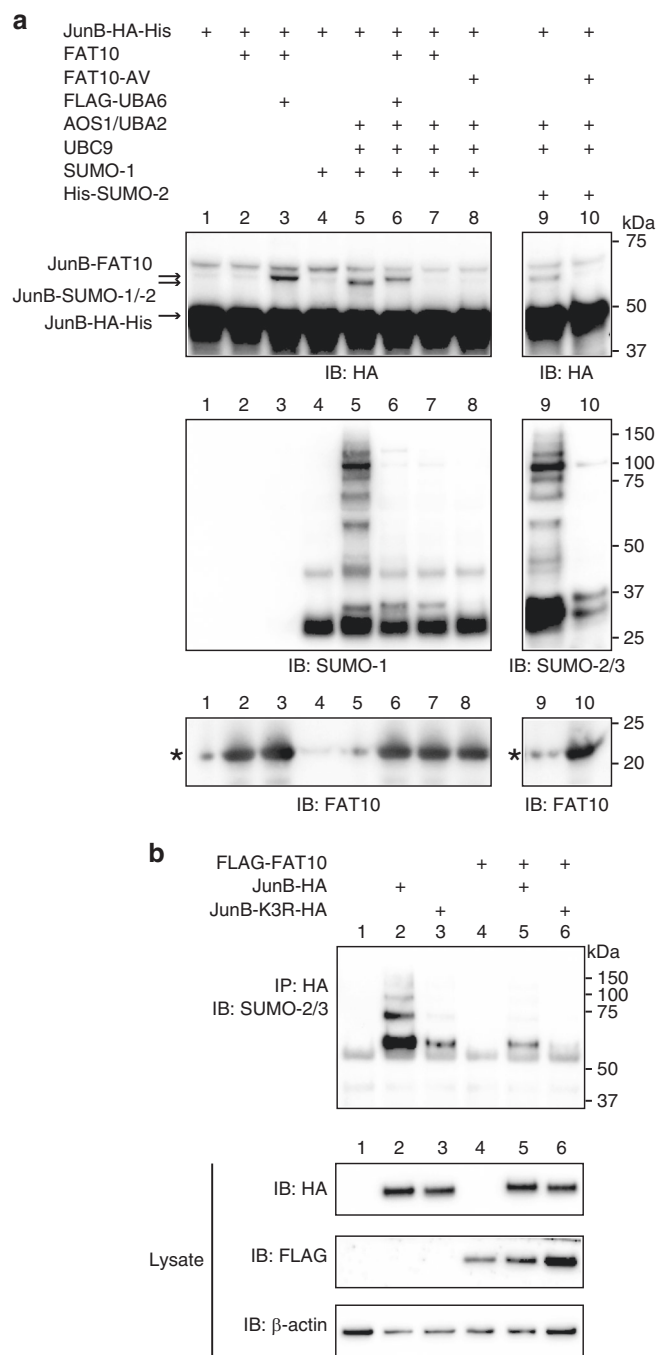 a
JunB-HA-His + + + + + + + + + +
FAT10 + + + +
FAT10-AV + +
FLAG-UBA6 + +
AOS1/UBA2 + + + + + +
UBC9 + + + + + +
SUMO-1 + + + + +
His-SUMO-2 + +
1 2 3 4 5 6 7 8 9 10 kDa
75
JunB-FAT10
JunB-SUMO-1/-2
50
JunB-HA-His
37
IB: HA IB: HA
1 2 3 4 5 6 7 8 9 10
150
100
75
50
37
25
IB: SUMO-1 IB: SUMO-2/3
1 2 3 4 5 6 7 8 9 10
25
* *
20
IB: FAT10 IB: FAT10
b
FLAG-FAT10 + + +
JunB-HA + +
JunB-K3R-HA + +
1 2 3 4 5 6
kDa
IP: HA 150
IB: SUMO-2/3 100
75
50
37
1 2 3 4 5 6
IB: HA
Lysate IB: FLAG
IB: β-actin